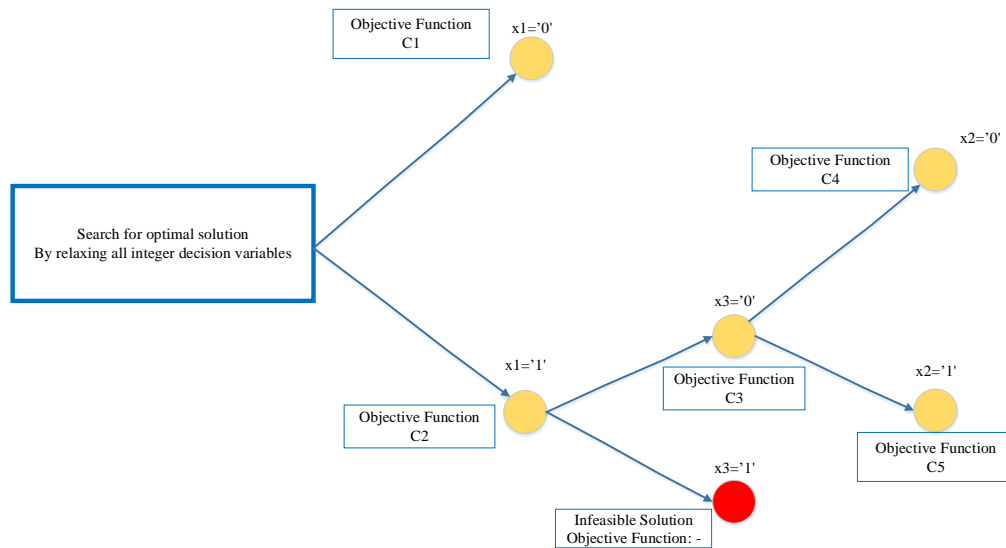 Objective Function
C1
x1='0'
x2='0'
Objective Function
C4
Search for optimal solution
By relaxing all integer decision variables
x3='0'
x1='1'
Objective Function
C3
x2='1'
Objective Function
C2
Objective Function
C5
x3='1'
Infeasible Solution
Objective Function: -